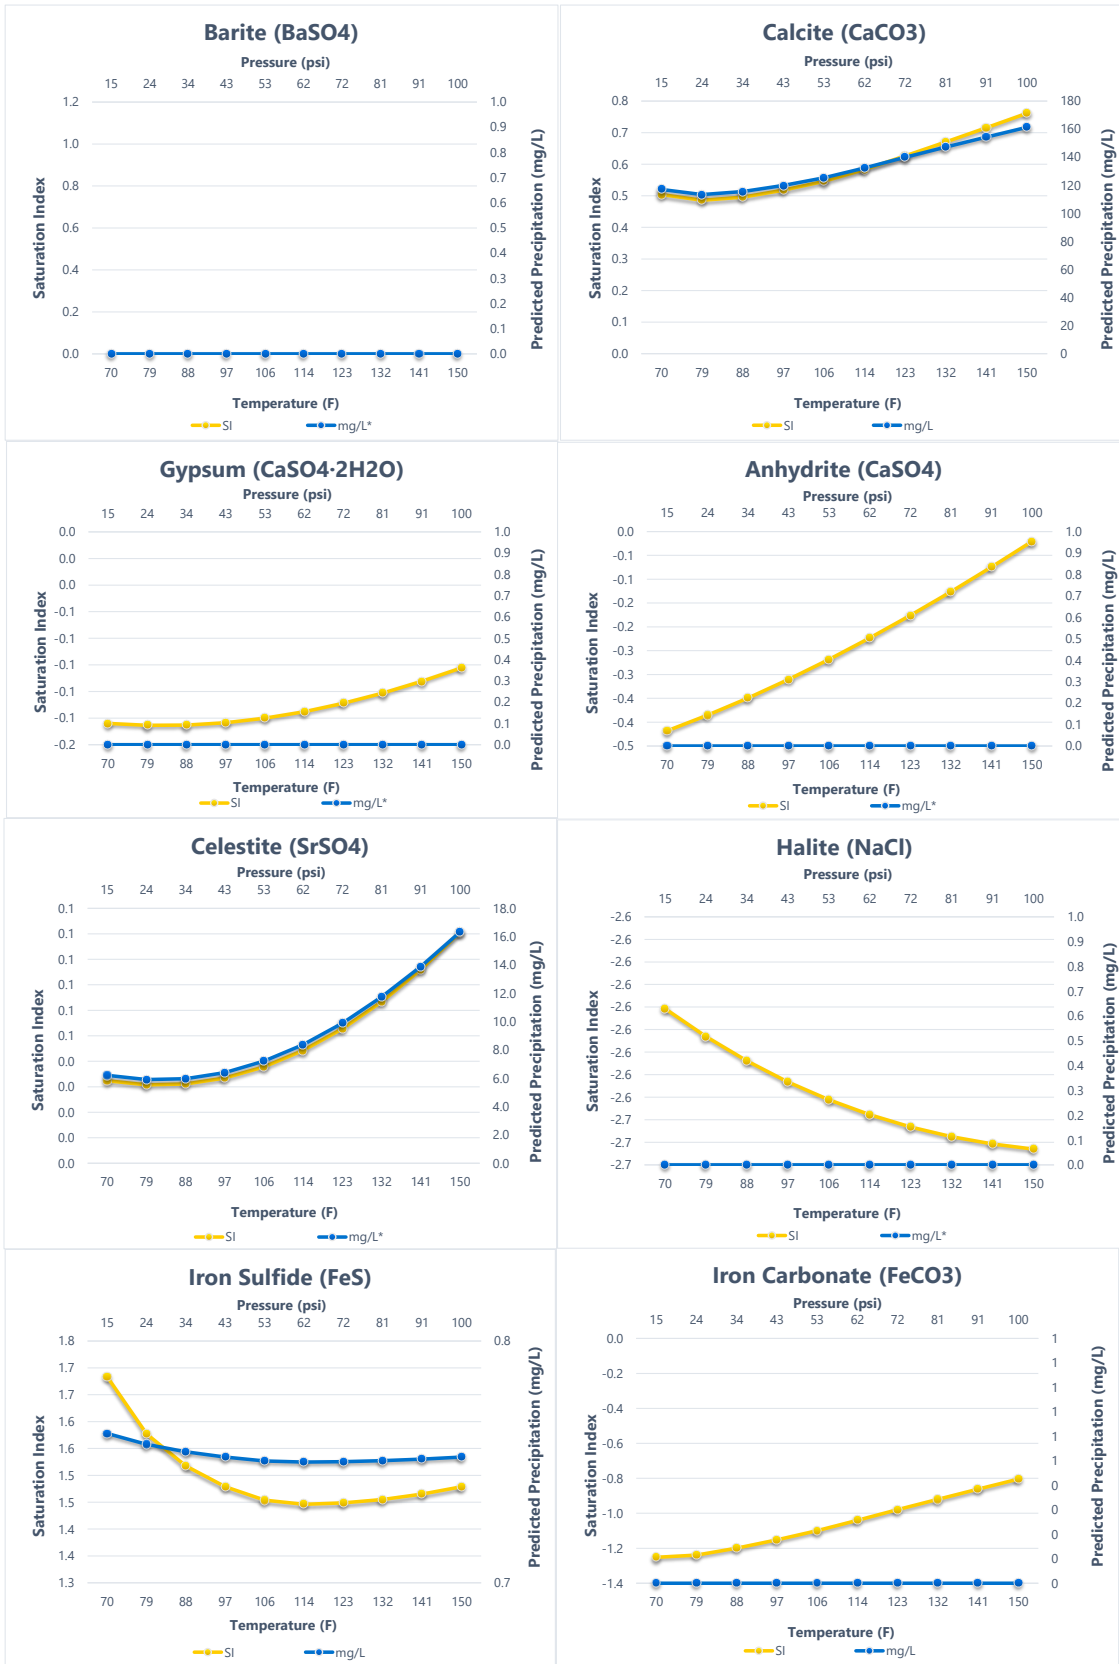 Barite (BaSO4)
Pressure (psi)
15 24 34 43 53 62 72 81 91 100
1.2
1.0
0.8
0.6
0.4
0.2
0.0
Saturation Index
1.0
0.9
0.8
0.7
0.6
0.5
0.4
0.3
0.2
0.1
0.0
Predicted Precipitation (mg/L)
70 79 88 97 106 114 123 132 141 150
Temperature (F)
SI mg/L*
Calcite (CaCO3)
Pressure (psi)
15 24 34 43 53 62 72 81 91 100
0.8
0.7
0.6
0.5
0.4
0.3
0.2
0.1
0.0
Saturation Index
180
160
140
120
100
80
60
40
20
0
Predicted Precipitation (mg/L)
70 79 88 97 106 114 123 132 141 150
Temperature (F)
SI mg/L
Gypsum (CaSO4·2H2O)
Pressure (psi)
15 24 34 43 53 62 72 81 91 100
0.0
0.0
0.0
-0.1
-0.1
-0.1
-0.1
-0.1
-0.2
Saturation Index
1.0
0.9
0.8
0.7
0.6
0.5
0.4
0.3
0.2
0.1
0.0
Predicted Precipitation (mg/L)
70 79 88 97 106 114 123 132 141 150
Temperature (F)
SI mg/L*
Anhydrite (CaSO4)
Pressure (psi)
15 24 34 43 53 62 72 81 91 100
0.0
-0.1
-0.1
-0.2
-0.2
-0.3
-0.3
-0.4
-0.4
-0.5
Saturation Index
1.0
0.9
0.8
0.7
0.6
0.5
0.4
0.3
0.2
0.1
0.0
Predicted Precipitation (mg/L)
70 79 88 97 106 114 123 132 141 150
Temperature (F)
SI mg/L*
Celestite (SrSO4)
Pressure (psi)
15 24 34 43 53 62 72 81 91 100
0.1
0.1
0.1
0.1
0.1
0.1
0.0
0.0
0.0
0.0
0.0
Saturation Index
18.0
16.0
14.0
12.0
10.0
8.0
6.0
4.0
2.0
0.0
Predicted Precipitation (mg/L)
70 79 88 97 106 114 123 132 141 150
Temperature (F)
SI mg/L*
Halite (NaCl)
Pressure (psi)
15 24 34 43 53 62 72 81 91 100
-2.6
-2.6
-2.6
-2.6
-2.6
-2.6
-2.6
-2.6
-2.6
-2.7
-2.7
-2.7
Saturation Index
1.0
0.9
0.8
0.7
0.6
0.5
0.4
0.3
0.2
0.1
0.0
Predicted Precipitation (mg/L)
70 79 88 97 106 114 123 132 141 150
Temperature (F)
SI mg/L*
Iron Sulfide (FeS)
Pressure (psi)
15 24 34 43 53 62 72 81 91 100
1.8
1.7
1.7
1.6
1.6
1.5
1.5
1.4
1.4
1.3
Saturation Index
0.8
0.7
Predicted Precipitation (mg/L)
70 79 88 97 106 114 123 132 141 150
Temperature (F)
SI mg/L
Iron Carbonate (FeCO3)
Pressure (psi)
15 24 34 43 53 62 72 81 91 100
0.0
-0.2
-0.4
-0.6
-0.8
-1.0
-1.2
-1.4
Saturation Index
1
1
1
1
1
1
0
0
0
0
0
Predicted Precipitation (mg/L)
70 79 88 97 106 114 123 132 141 150
Temperature (F)
SI mg/L